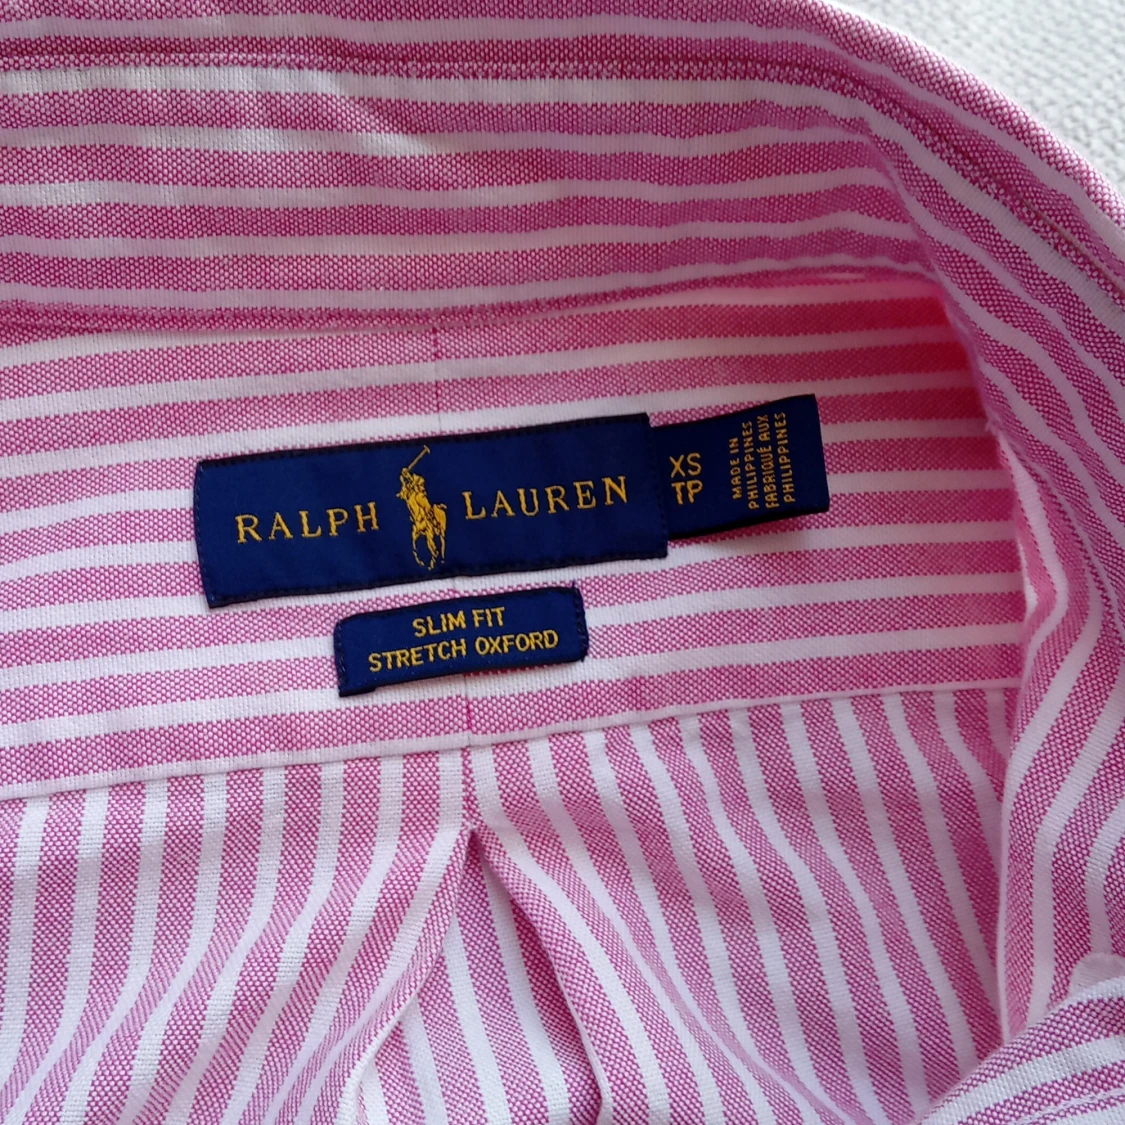 RALPH LAUREN
XS
TP
MADE IN
PHILIPPINES
FABRIQUÉ AUX
PHILIPPINES
SLIM FIT
STRETCH OXFORD